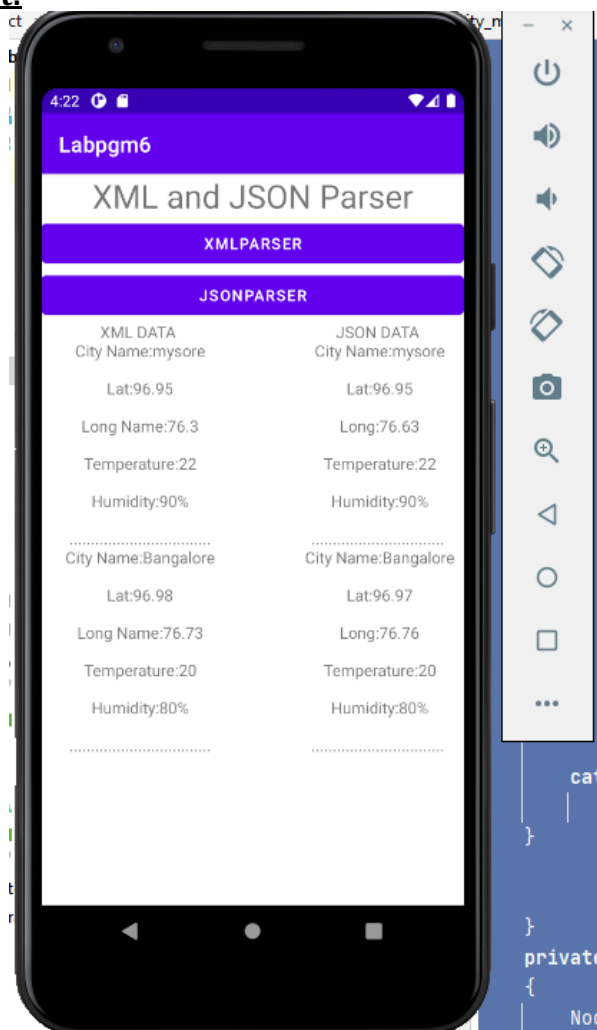 t:
ct
ity_m
b
4:22
Labpgm6
XML and JSON Parser
XMLPARSER
JSONPARSER
XML DATA
City Name:mysore
Lat:96.95
Long Name:76.3
Temperature:22
Humidity:90%
City Name:Bangalore
Lat:96.98
Long Name:76.73
Temperature:20
Humidity:80%
JSON DATA
City Name:mysore
Lat:96.95
Long:76.63
Temperature:22
Humidity:90%
City Name:Bangalore
Lat:96.97
Long:76.76
Temperature:20
Humidity:80%
cat
}
}
private
{
Nod